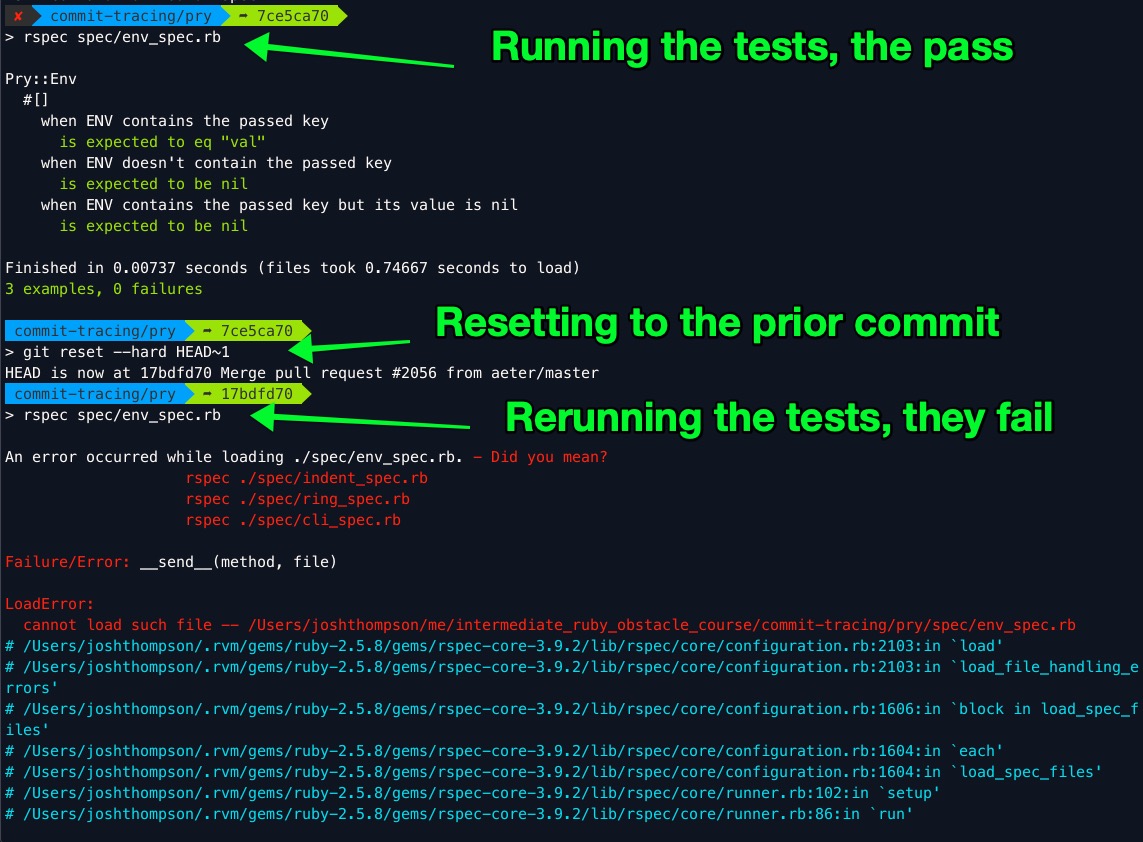 ✘ commit-tracing/pry ➦ 7ce5ca70
> rspec spec/env_spec.rb
Running the tests, the pass
Pry::Env
#[]
when ENV contains the passed key
is expected to eq "val"
when ENV doesn't contain the passed key
is expected to be nil
when ENV contains the passed key but its value is nil
is expected to be nil
Finished in 0.00737 seconds (files took 0.74667 seconds to load)
3 examples, 0 failures
commit-tracing/pry ➦ 7ce5ca70
Resetting to the prior commit
> git reset --hard HEAD~1
HEAD is now at 17bdfd70 Merge pull request #2056 from aeter/master
commit-tracing/pry ➦ 17bdfd70
> rspec spec/env_spec.rb
Rerunning the tests, they fail
An error occurred while loading ./spec/env_spec.rb. - Did you mean?
rspec ./spec/indent_spec.rb
rspec ./spec/ring_spec.rb
rspec ./spec/cli_spec.rb
Failure/Error: __send__(method, file)
LoadError:
cannot load such file -- /Users/joshthompson/me/intermediate_ruby_obstacle_course/commit-tracing/pry/spec/env_spec.rb
# /Users/joshthompson/.rvm/gems/ruby-2.5.8/gems/rspec-core-3.9.2/lib/rspec/core/configuration.rb:2103:in `load'
# /Users/joshthompson/.rvm/gems/ruby-2.5.8/gems/rspec-core-3.9.2/lib/rspec/core/configuration.rb:2103:in `load_file_handling_e
rrors'
# /Users/joshthompson/.rvm/gems/ruby-2.5.8/gems/rspec-core-3.9.2/lib/rspec/core/configuration.rb:1606:in `block in load_spec_f
iles'
# /Users/joshthompson/.rvm/gems/ruby-2.5.8/gems/rspec-core-3.9.2/lib/rspec/core/configuration.rb:1604:in `each'
# /Users/joshthompson/.rvm/gems/ruby-2.5.8/gems/rspec-core-3.9.2/lib/rspec/core/configuration.rb:1604:in `load_spec_files'
# /Users/joshthompson/.rvm/gems/ruby-2.5.8/gems/rspec-core-3.9.2/lib/rspec/core/runner.rb:102:in `setup'
# /Users/joshthompson/.rvm/gems/ruby-2.5.8/gems/rspec-core-3.9.2/lib/rspec/core/runner.rb:86:in `run'